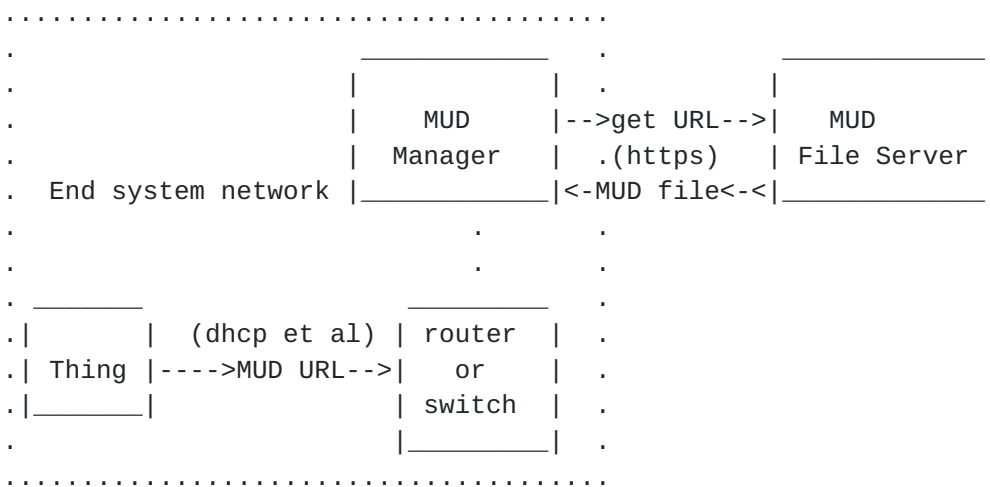 MUD -->get URL--> MUD
Manager .(https) File Server
End system network <-MUD file<-<
(dhcp et al) router
Thing ---->MUD URL--> or
switch